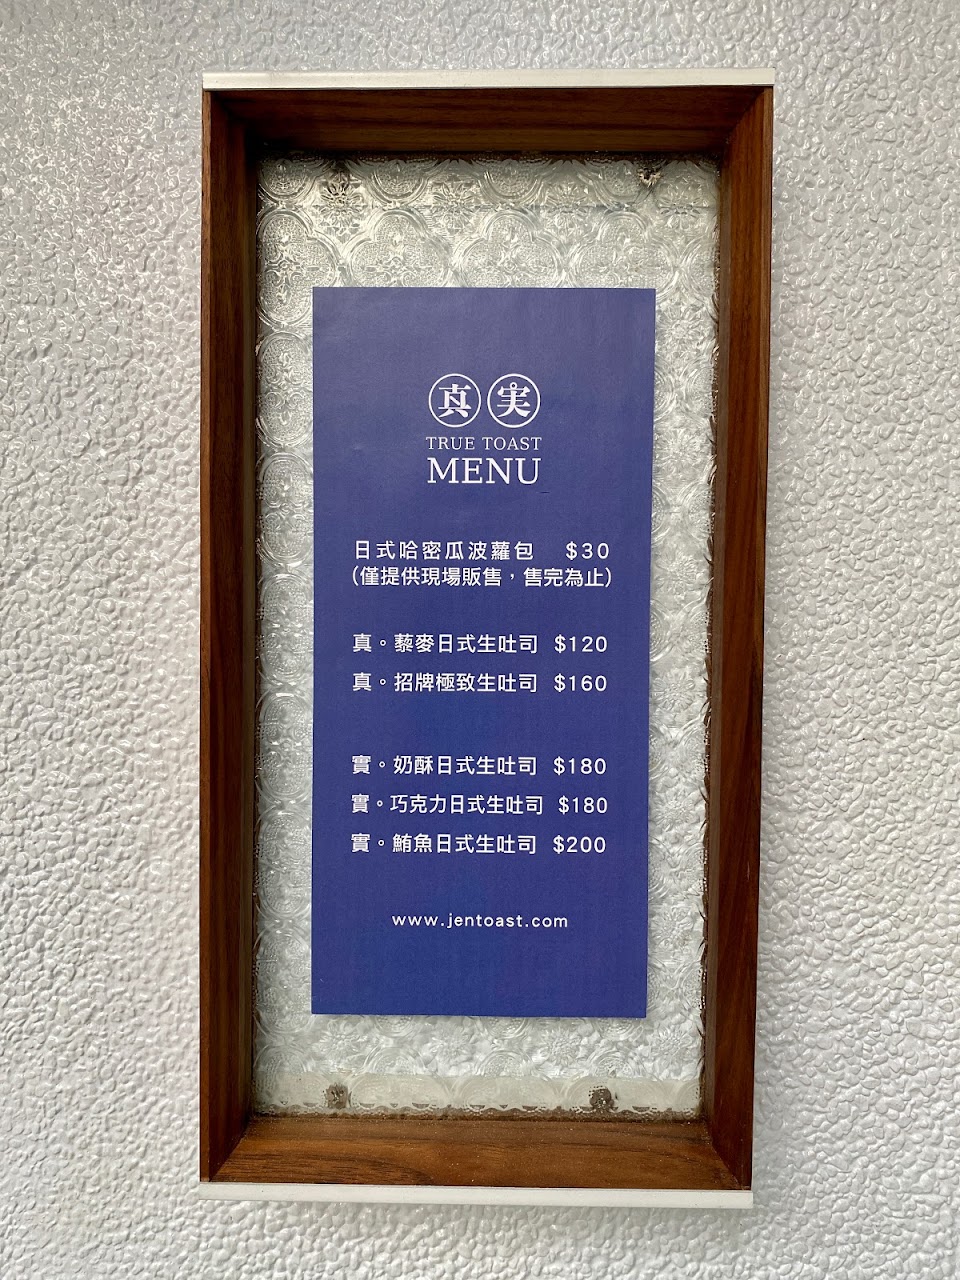 真実
TRUE TOAST
MENU
日式哈密瓜波蘿包 $30
(僅提供現場販售，售完為止)
真。藜麥日式生吐司 $120
真。招牌極致生吐司 $160
實。奶酥日式生吐司 $180
實。巧克力日式生吐司 $180
實。鮪魚日式生吐司 $200
www.jentoast.com